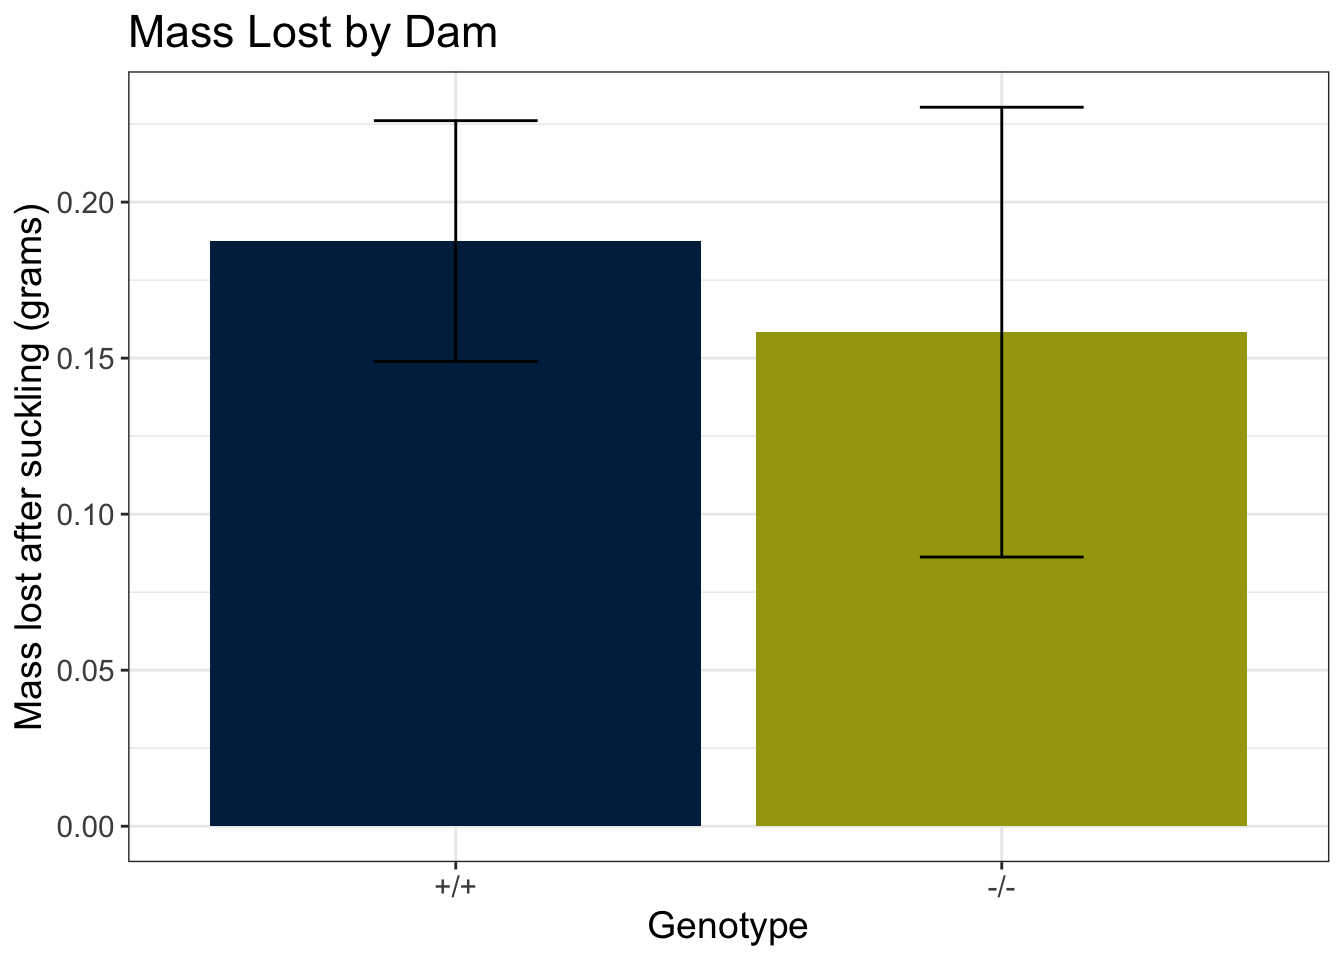 Mass Lost by Dam
Mass lost after suckling (grams)
0.20
0.15
0.10
0.05
0.00
+/+
-/-
Genotype